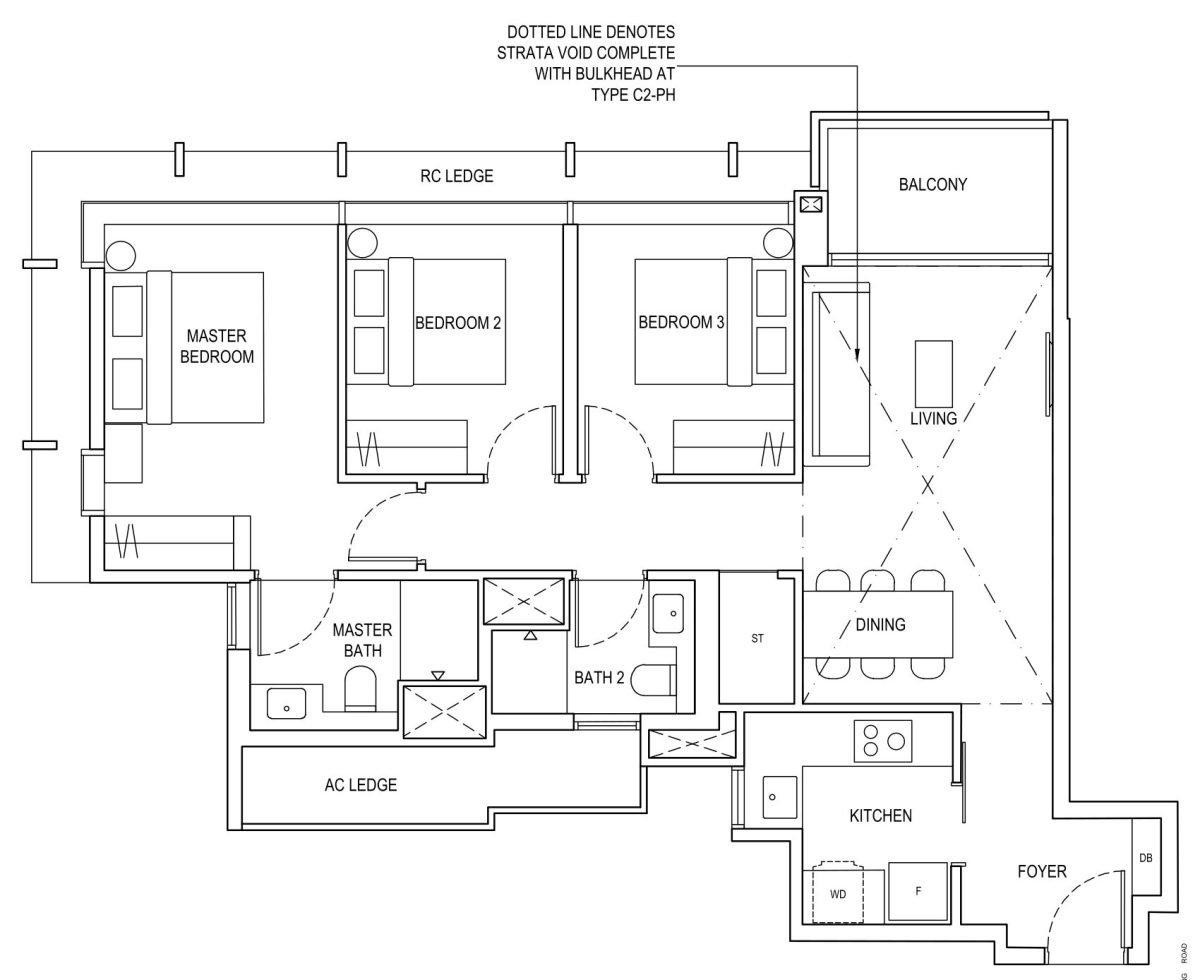 DOTTED LINE DENOTES
STRATA VOID COMPLETE
WITH BULKHEAD AT
TYPE C2-PH
RC LEDGE
BALCONY
MASTER
BEDROOM
BEDROOM 2
BEDROOM 3
LIVING
MASTER
BATH
BATH 2
ST
DINING
AC LEDGE
KITCHEN
WD
F
FOYER
DB
ROAD